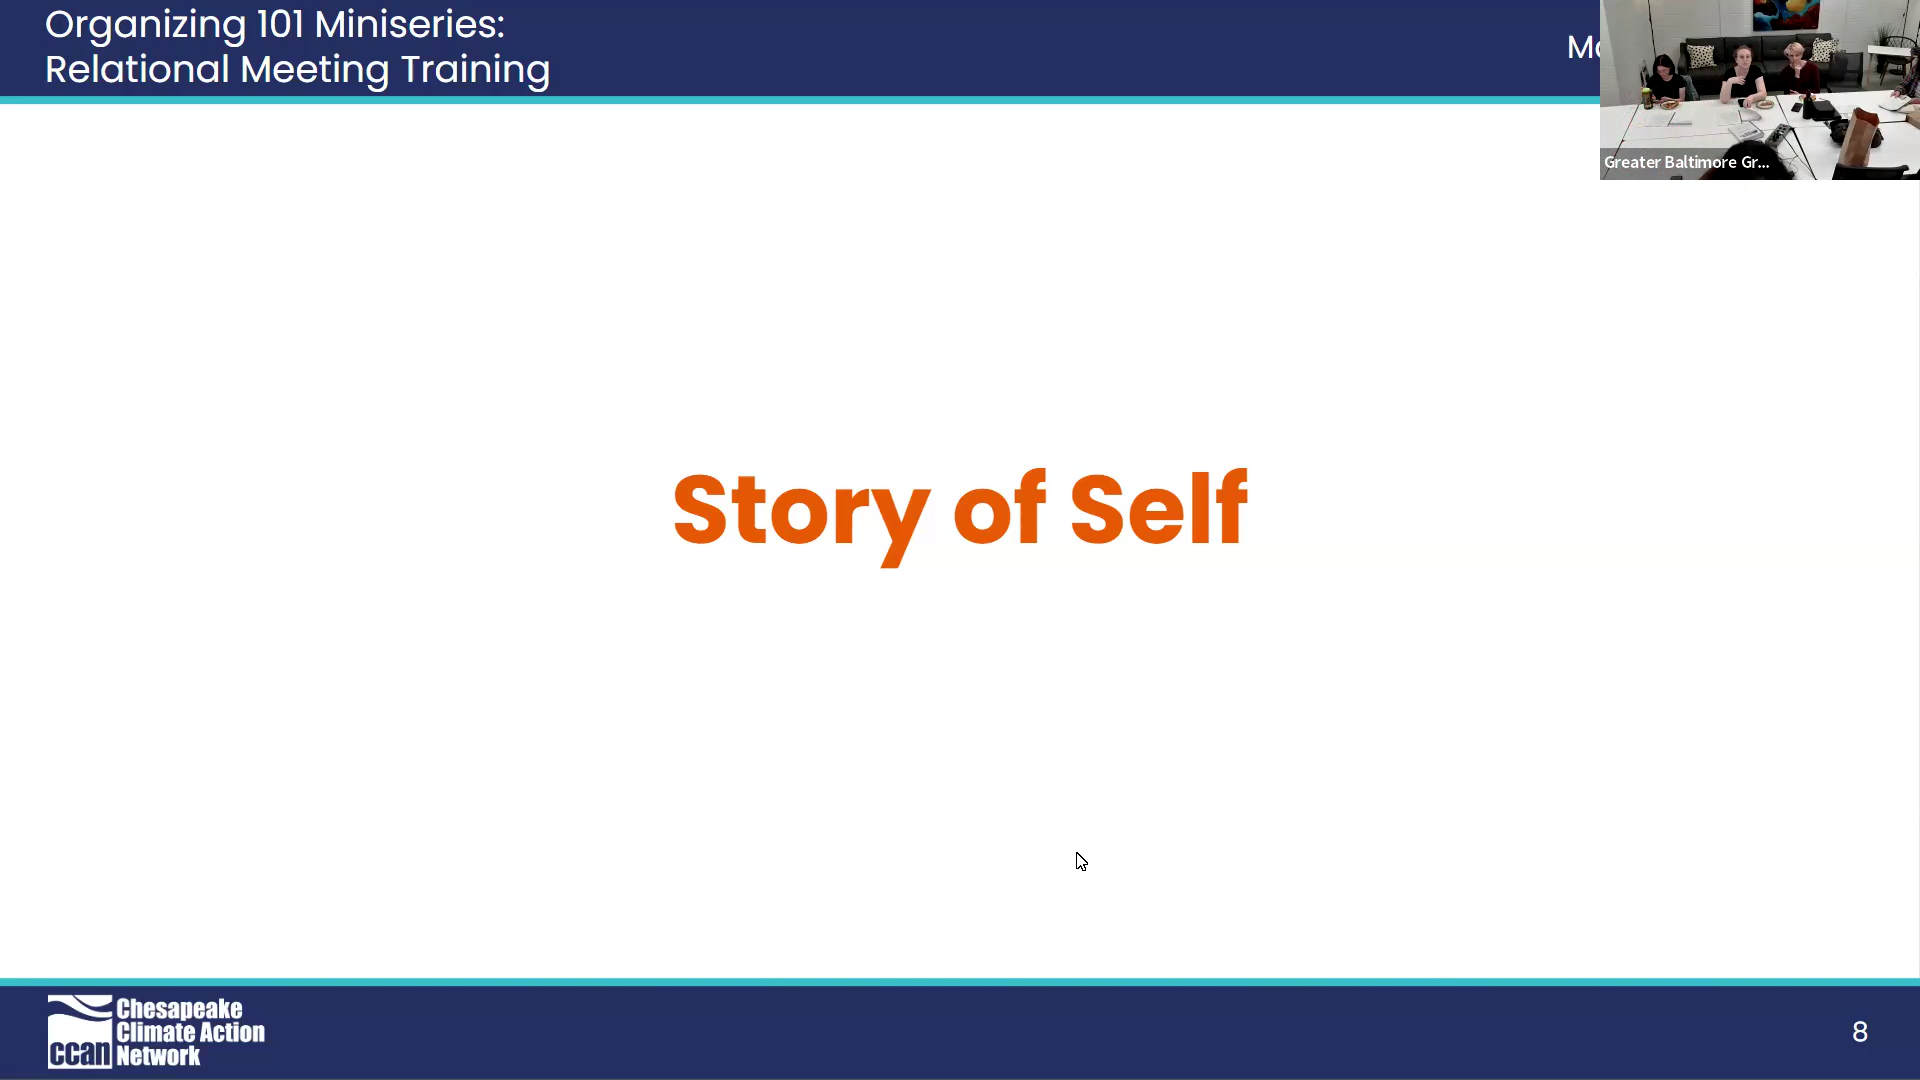 Organizing 101 Miniseries:
Relational Meeting Training
Greater Baltimore Gr...
Story of Self
ccan
Chesapeake
Climate Action
Network
8